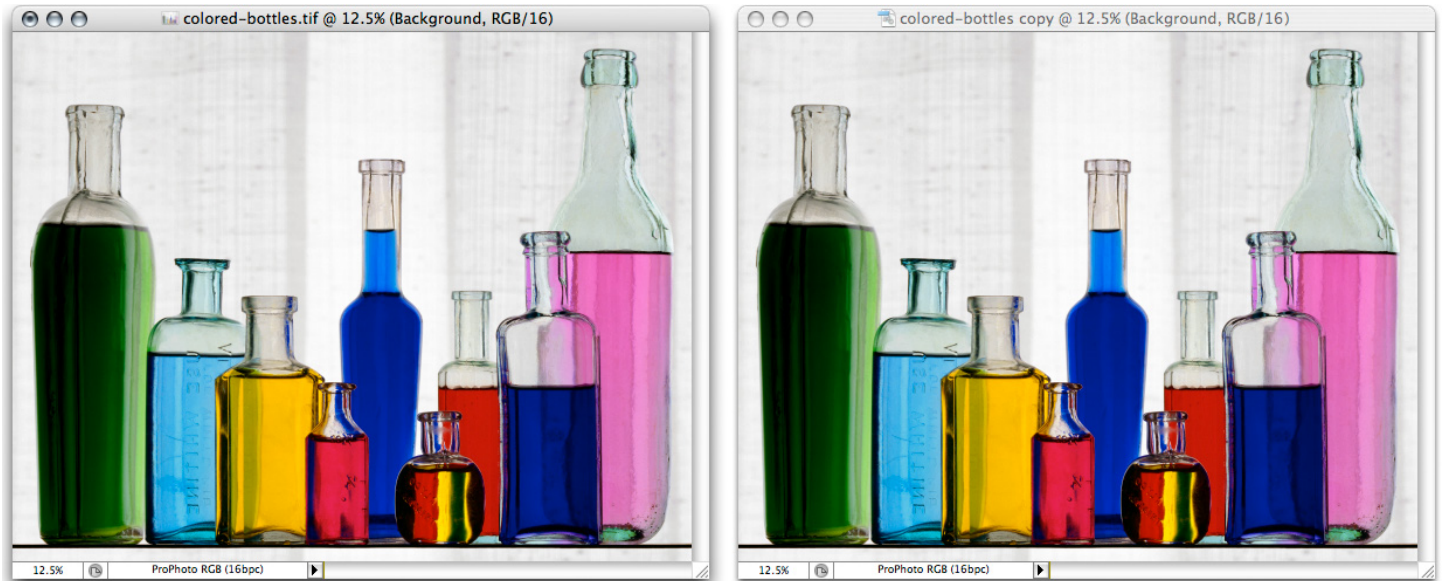 colored-bottles.tif @ 12.5% (Background, RGB/16)
12.5%
ProPhoto RGB (16bpc)
colored-bottles copy @ 12.5% (Background, RGB/16)
12.5%
ProPhoto RGB (16bpc)